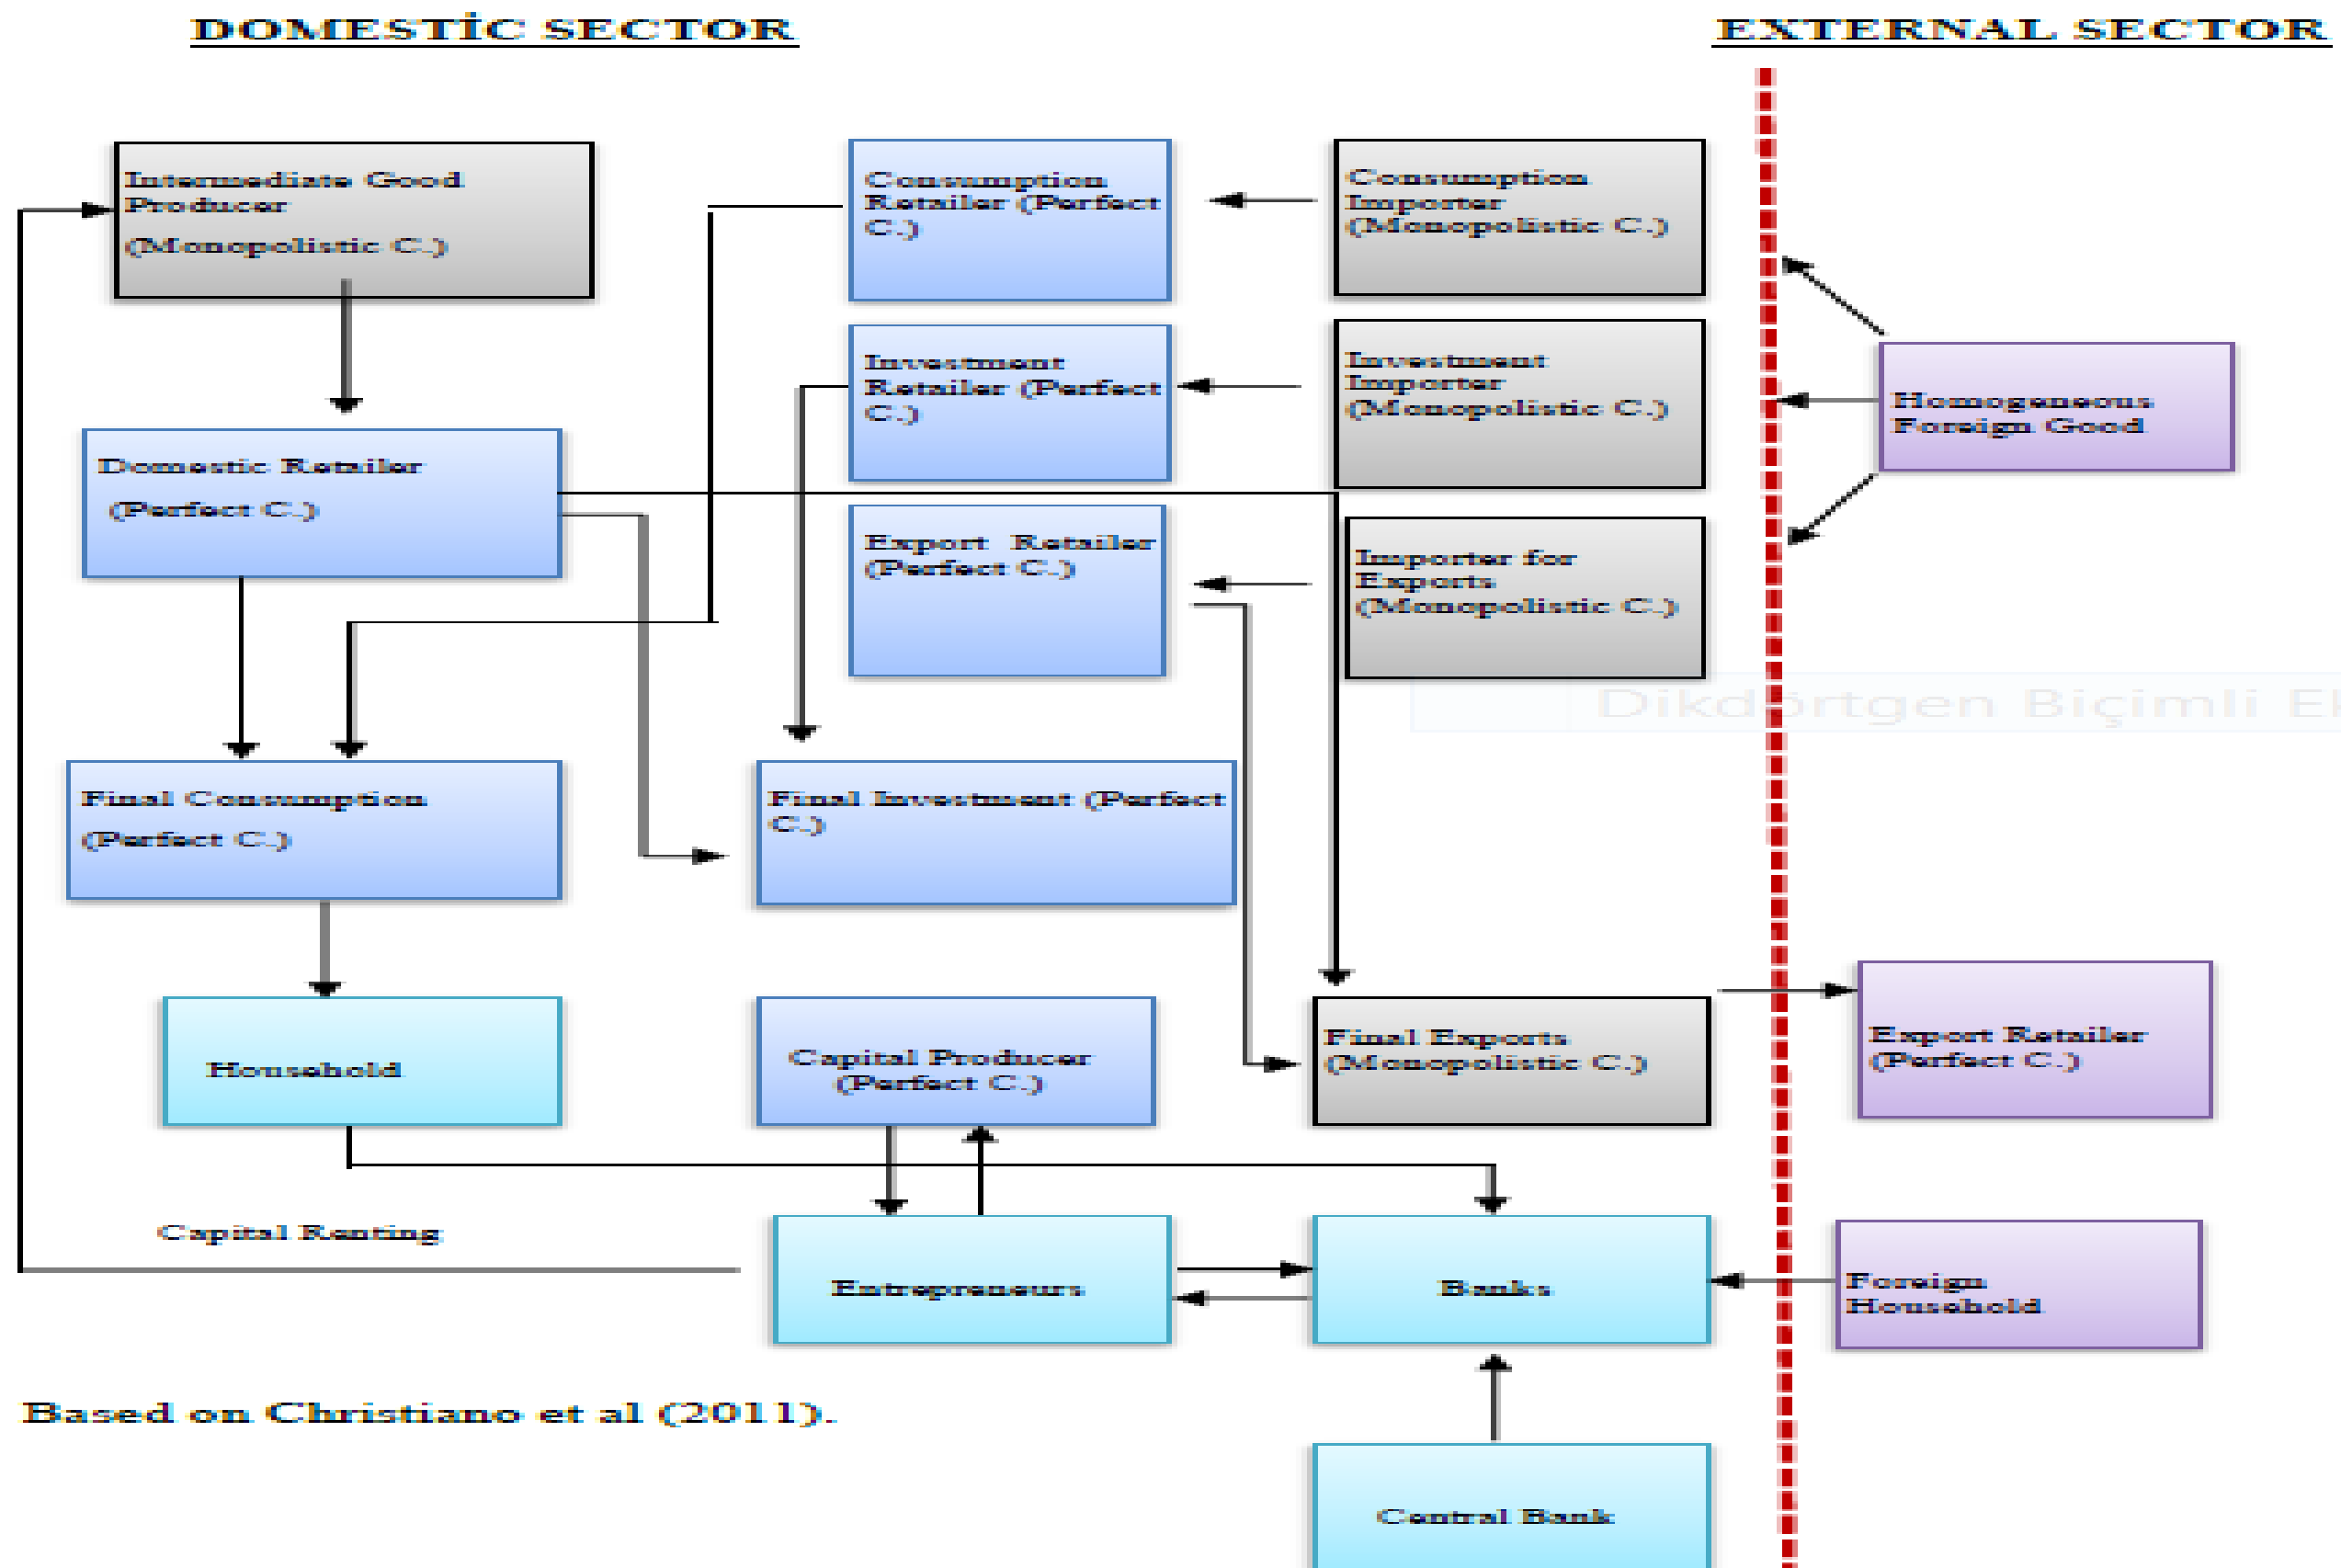 DOMESTİC SECTOR
EXTERNAL SECTOR
Intermediate Good
Producer
(Monopolistic C.)
Consumption
Retailer (Perfect
C.)
Consumption
Importer
(Monopolistic C.)
Investment
Retailer (Perfect
C.)
Investment
Importer
(Monopolistic C.)
Homogeneous
Foreign Good
Domestic Retailer
(Perfect C.)
Export Retailer
(Perfect C.)
Importer for
Exports
(Monopolistic C.)
Dikdörtgen Biçimli
Final Consumption
(Perfect C.)
Final Investment (Perfect
C.)
Household
Capital Producer
(Perfect C.)
Final Exports
(Monopolistic C.)
Export Retailer
(Perfect C.)
Capital Renting
Entrepreneurs
Banks
Foreign
Household
Based on Christiano et al (2011).
Central Bank